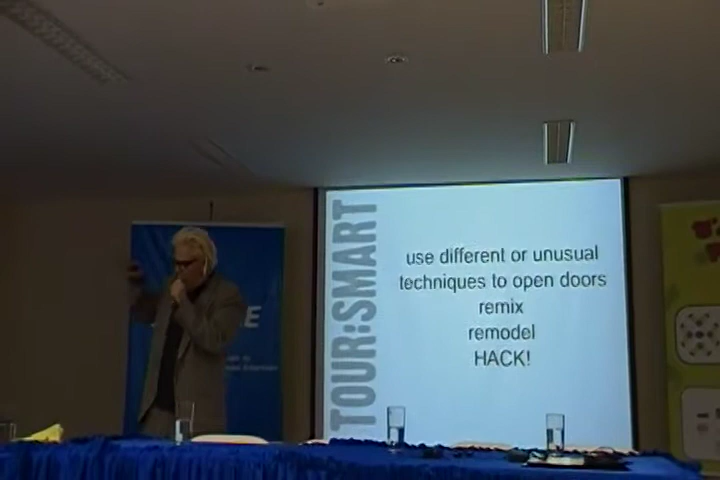 TOUR:SMART
use different or unusual
techniques to open doors
remix
remodel
HACK!